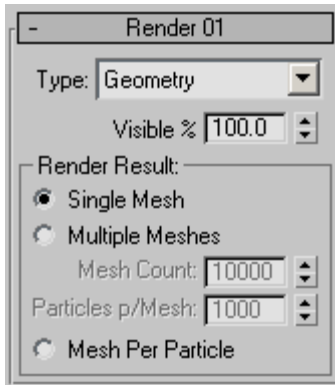 - Render 01
Type: Geometry
Visible % 100.0
Render Result:
Single Mesh
Multiple Meshes
Mesh Count: 10000
Particles p/Mesh: 1000
Mesh Per Particle